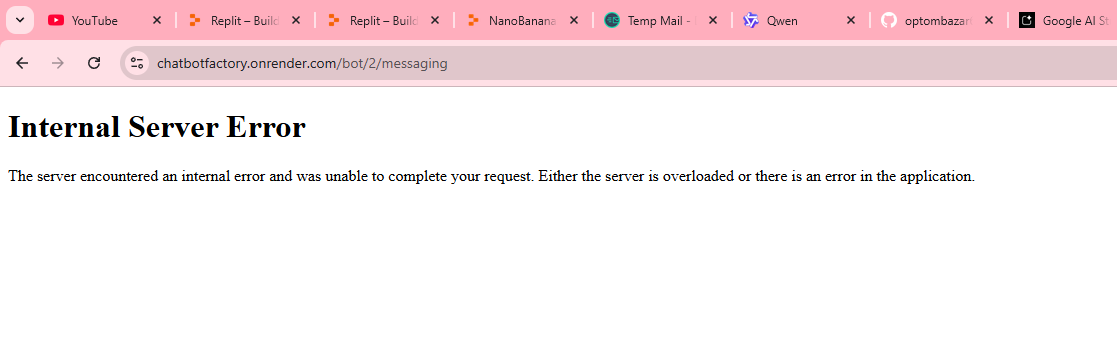 YouTube Replit – Build Replit – Build NanoBanana Temp Mail - Qwen optombazar Google AI St
chatbotfactory.onrender.com/bot/2/messaging
Internal Server Error
The server encountered an internal error and was unable to complete your request. Either the server is overloaded or there is an error in the application.